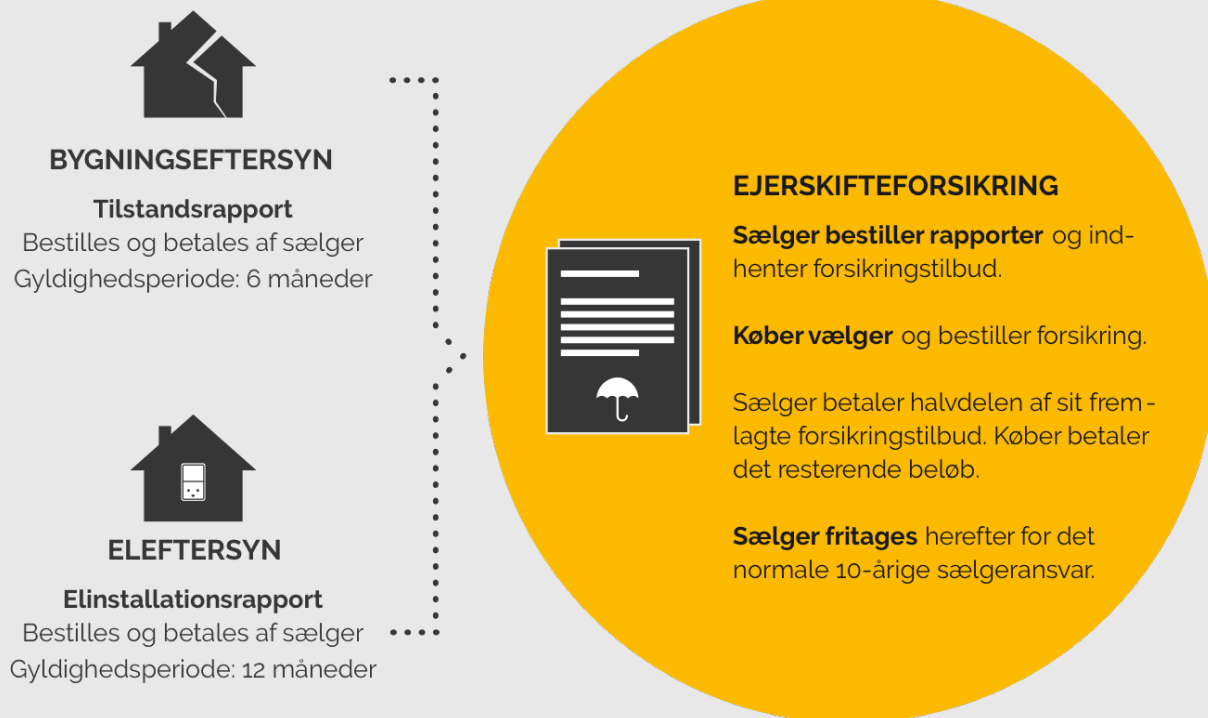 BYGNINGSEFTERSYN
Tilstandsrapport
Bestilles og betales af sælger
Gyldighedsperiode: 6 måneder
ELEFTERSYN
Elinstallationsrapport
Bestilles og betales af sælger
Gyldighedsperiode: 12 måneder
EJERSKIFTEFORSIKRING
Sælger bestiller rapporter og ind-
henter forsikringstilbud.
Køber vælger og bestiller forsikring.
Sælger betaler halvdelen af sit frem-
lagte forsikringstilbud. Køber betaler
det resterende beløb.
Sælger fritages herefter for det
normale 10-årige sælgeransvar.